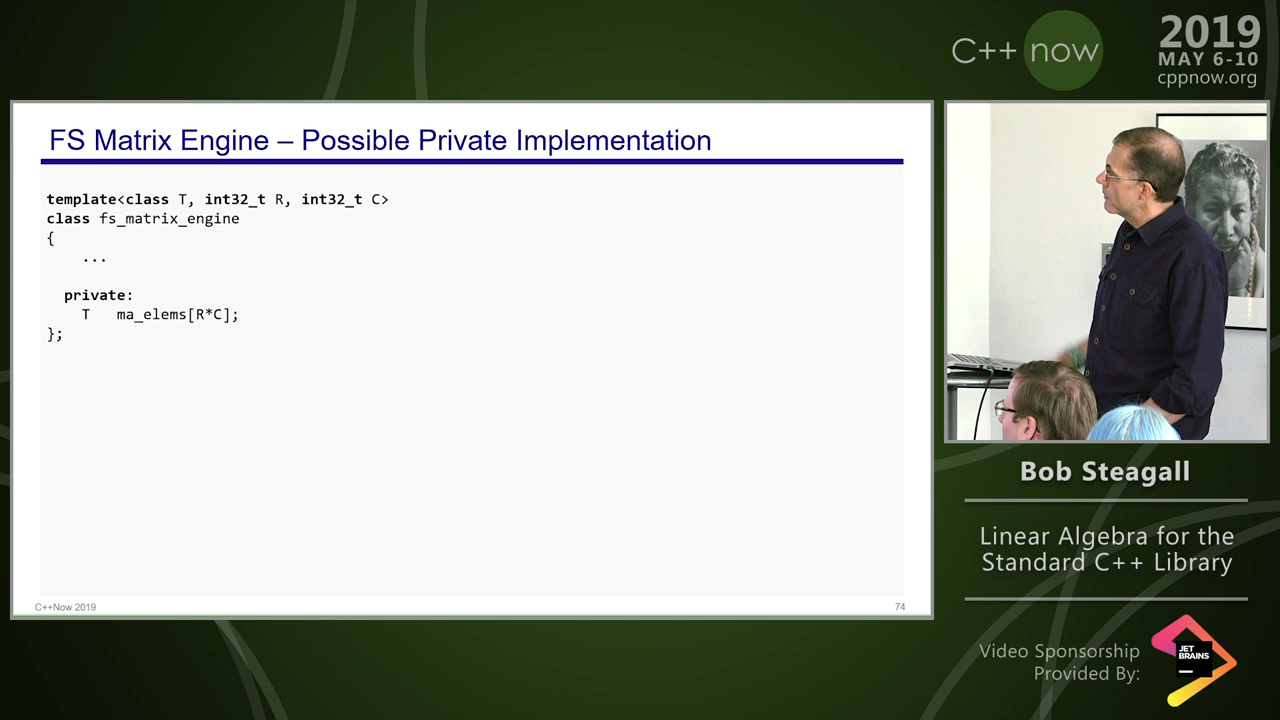 C++ now
2019
MAY 6-10
cppnow.org
FS Matrix Engine – Possible Private Implementation
template<class T, int32_t R, int32_t C>
class fs_matrix_engine
{
...
private:
T ma_elems[R*C];
};
C++Now 2019
74
Bob Steagall
Linear Algebra for the
Standard C++ Library
Video Sponsorship
Provided By:
JET
BRAINS